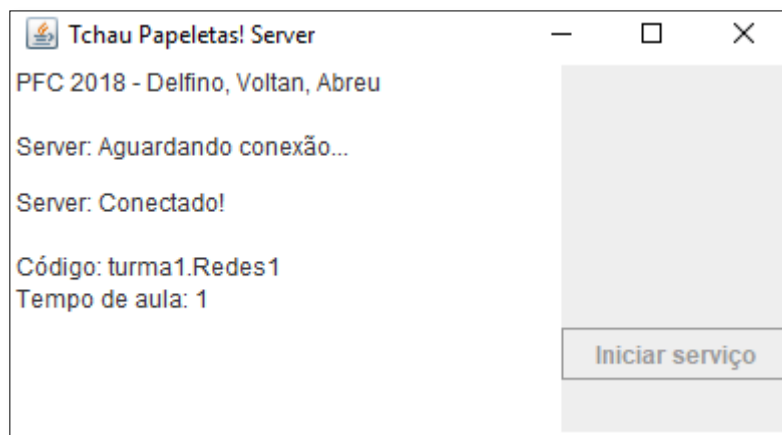 Tchau Papeletas! Server
PFC 2018 - Delfino, Voltan, Abreu
Server: Aguardando conexão...
Server: Conectado!
Código: turma1.Redes1
Tempo de aula: 1
Iniciar serviço